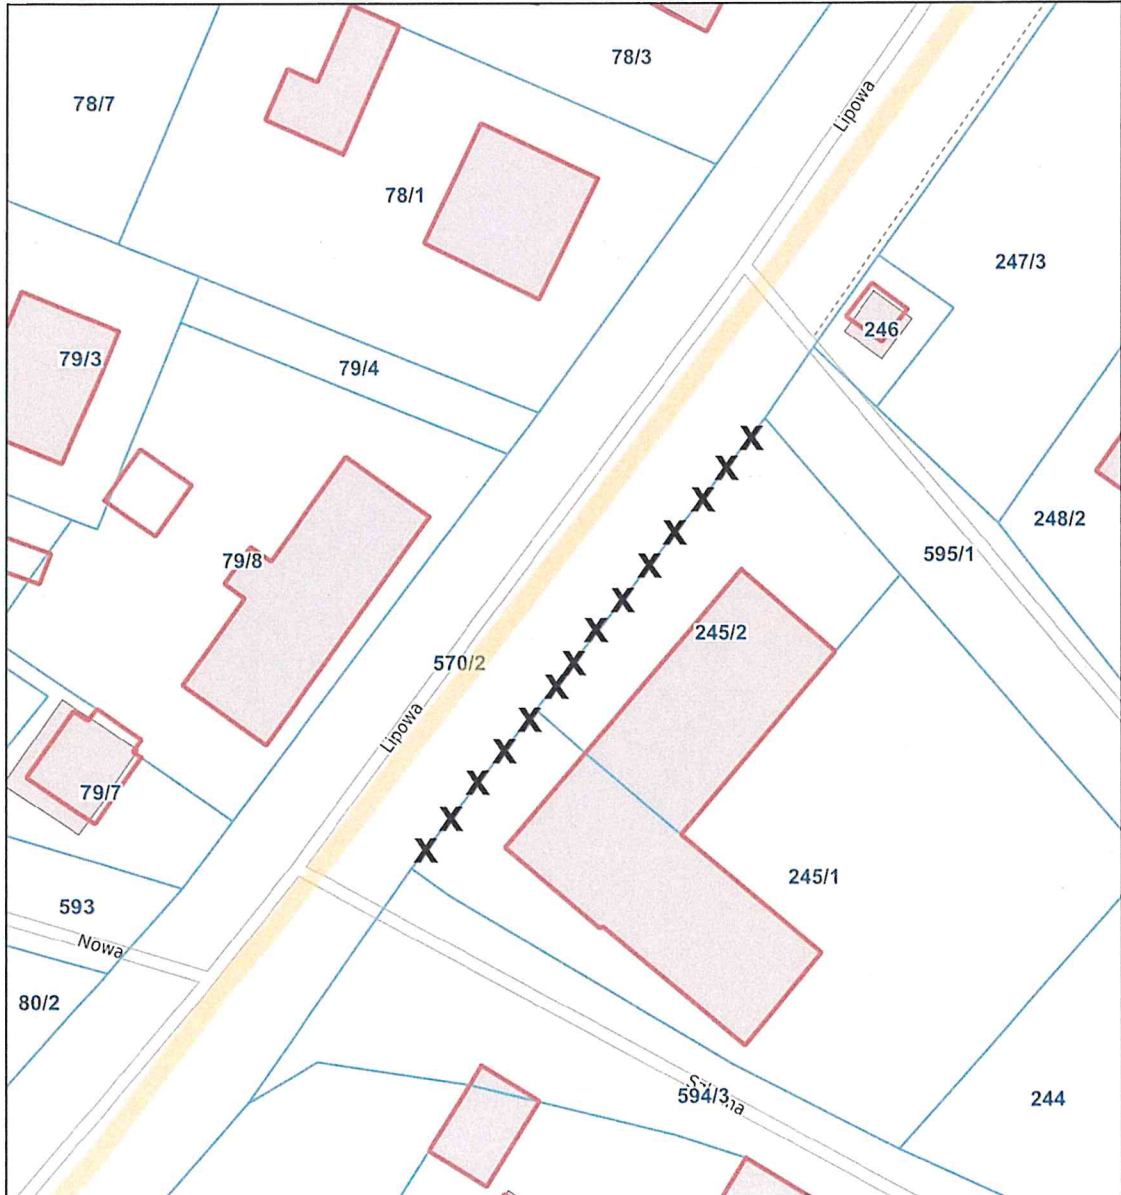 78/3
Lipowa
78/7
78/1
247/3
246
79/3
79/4
X
X
X
248/2
X
595/1
79/8
X
X
X
245/2
570/2
X
X
X
Lipowa
X
X
79/7
X
X
245/1
593
Nowa
80/2
594/3
244